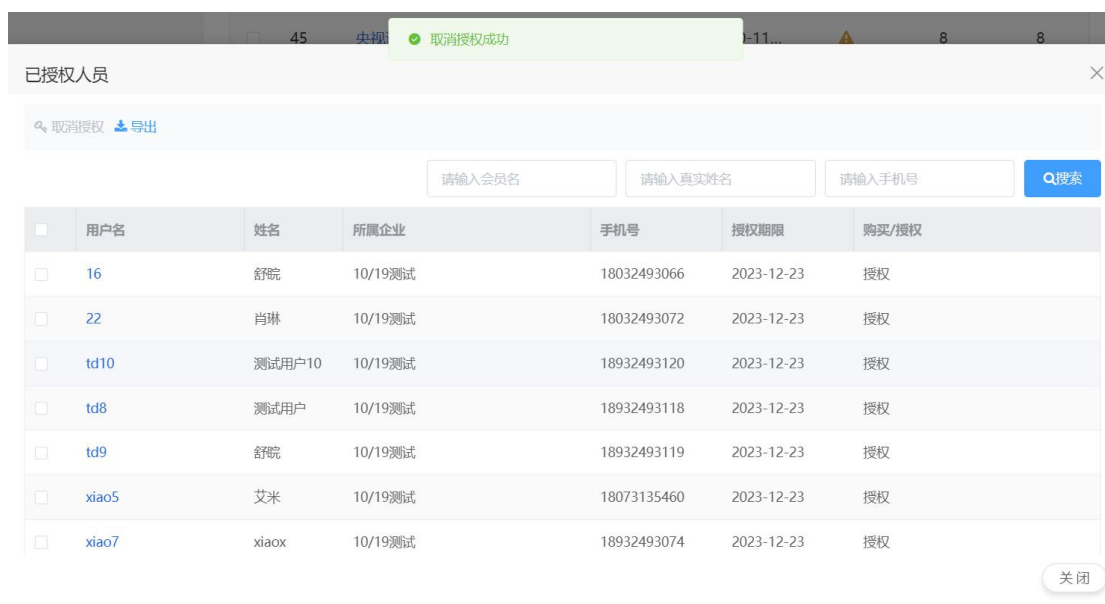 45 央视 取消授权成功 -11... 8 8
已授权人员
取消授权 导出
请输入会员名 请输入真实姓名 请输入手机号 搜索
用户名 姓名 所属企业 手机号 授权期限 购买/授权
16 舒晥 10/19测试 18032493066 2023-12-23 授权
22 肖琳 10/19测试 18032493072 2023-12-23 授权
td10 测试用户10 10/19测试 18932493120 2023-12-23 授权
td8 测试用户 10/19测试 18932493118 2023-12-23 授权
td9 舒晥 10/19测试 18932493119 2023-12-23 授权
xiao5 艾米 10/19测试 18073135460 2023-12-23 授权
xiao7 xiaox 10/19测试 18932493074 2023-12-23 授权
关闭